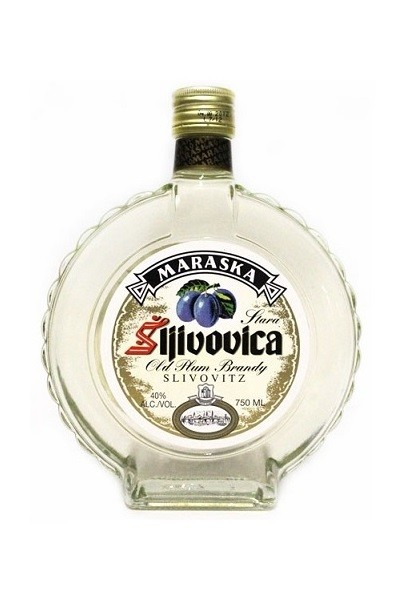 MARASKA
Stara
Šljivovica
Old Plum Brandy
SLIVOVITZ
40%
ALC./VOL
750 ML